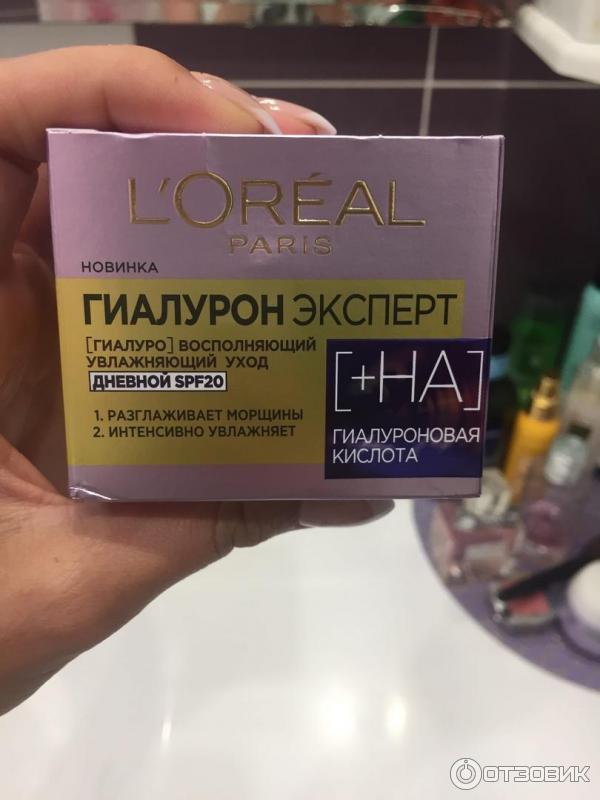 L'ORÉAL
PARIS
НОВИНКА
ГИАЛУРОН ЭКСПЕРТ
[ГИАЛУРО] ВОСПОЛНЯЮЩИЙ
УВЛАЖНЯЮЩИЙ УХОД
ДНЕВНОЙ SPF20
1. РАЗГЛАЖИВАЕТ МОРЩИНЫ
2. ИНТЕНСИВНО УВЛАЖНЯЕТ
[+HA]
ГИАЛУРОНОВАЯ
КИСЛОТА
ОТЗОВИК